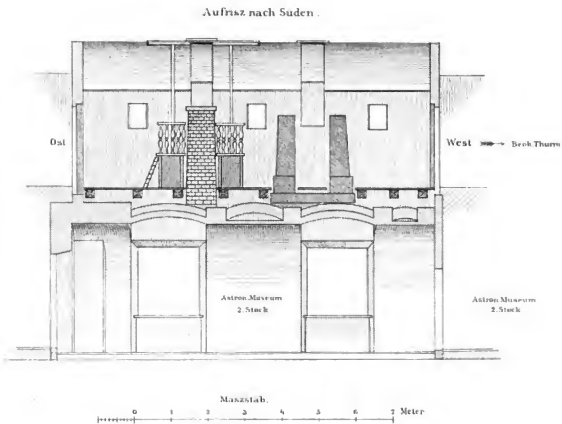 Aufrisz nach Süden.
Ost
West
Beob. Thurm
Astron. Museum
2. Stock
Astron. Museum
2. Stock
Maszstab.
0 1 2 3 4 5 6 7 Meter